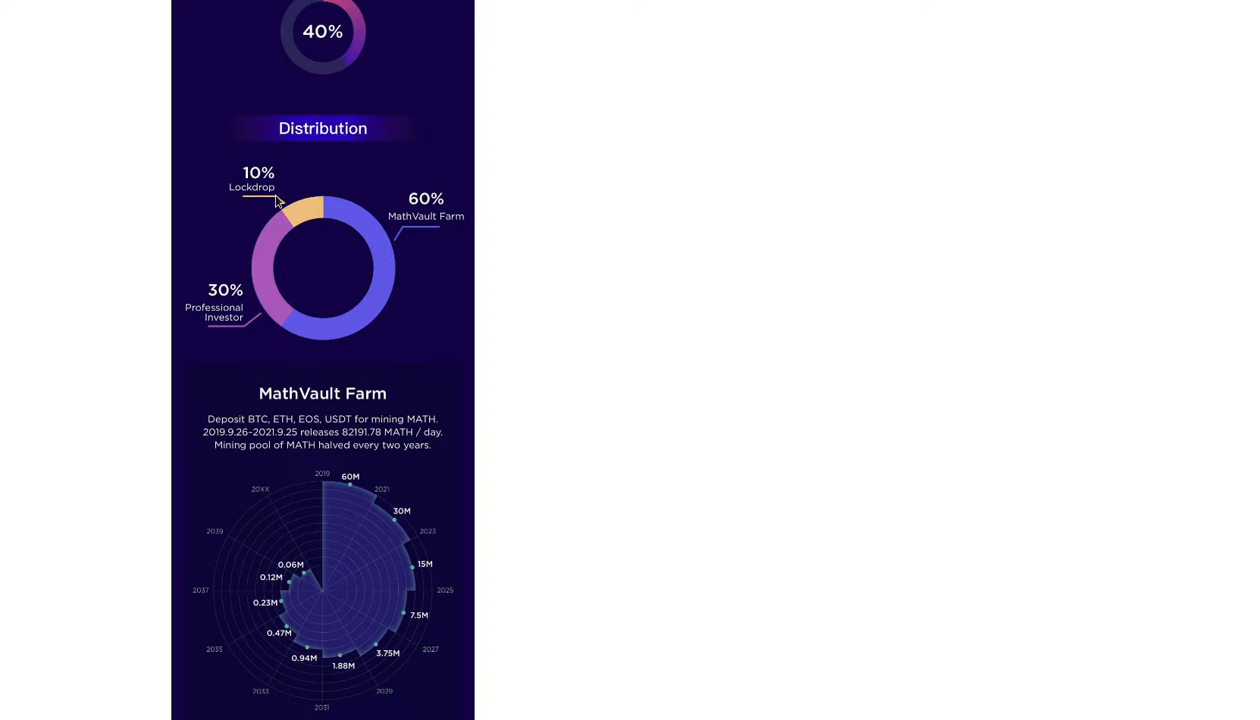 40%
Distribution
10%
Lockdrop
60%
MathVault Farm
30%
Professional
Investor
MathVault Farm
Deposit BTC, ETH, EOS, USDT for mining MATH.
2019.9.26-2021.9.25 releases 82191.78 MATH / day.
Mining pool of MATH halved every two years.
2019
60M
20XX
2021
30M
2039
2023
0.06M
15M
0.12M
2037
2025
0.23M
7.5M
0.47M
2035
2027
3.75M
0.94M
1.88M
2033
2029
2031